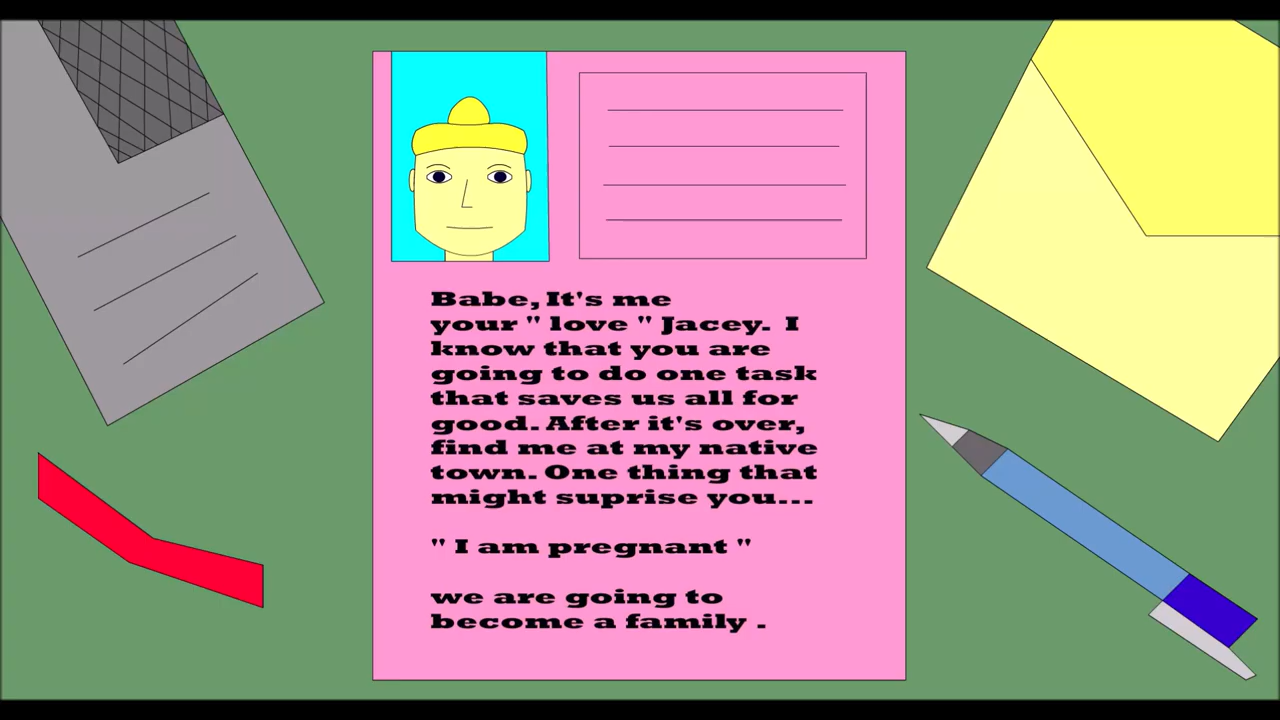 Babe, It's me
your " love " Jacey. I
know that you are
going to do one task
that saves us all for
good. After it's over,
find me at my native
town. One thing that
might suprise you...
" I am pregnant "
we are going to
become a family .